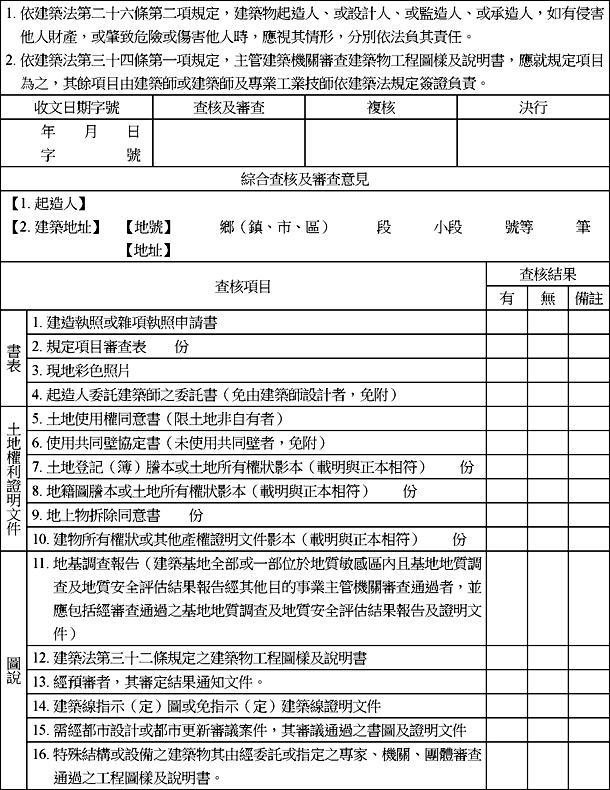 1. 依建築法第二十六條第二項規定，建築物起造人、或設計人、或監造人、或承造人，如有侵害
他人財產，或肇致危險或傷害他人時，應視其情形，分別依法負其責任。
2. 依建築法第三十四條第一項規定，主管建築機關審查建築物工程圖樣及說明書，應就規定項目
為之，其餘項目由建築師或建築師及專業工業技師依建築法規定簽證負責。
收文日期字號 查核及審查 複核 決行
年 月 日
字 號
綜合查核及審查意見
【1. 起造人】
【2. 建築地址】 【地號】 鄉（鎮、市、區） 段 小段 號等 筆
【地址】
查核項目 查核結果
有 無 備註
書表
1. 建造執照或雜項執照申請書
2. 規定項目審查表 份
3. 現地彩色照片
4. 起造人委託建築師之委託書（免由建築師設計者，免附）
土地權利證明文件
5. 土地使用權同意書（限土地非自有者）
6. 使用共同壁協定書（未使用共同壁者，免附）
7. 土地登記（簿）謄本或土地所有權狀影本（載明與正本相符） 份
8. 地籍圖謄本或土地所有權狀影本（載明與正本相符） 份
9. 地上物拆除同意書 份
10. 建物所有權狀或其他產權證明文件影本（載明與正本相符） 份
圖說
11. 地基調查報告（建築基地全部或一部位於地質敏感區內且基地地質調
查及地質安全評估結果報告經其他目的事業主管機關審查通過者，並
應包括經審查通過之基地地質調查及地質安全評估結果報告及證明文
件）
12. 建築法第三十二條規定之建築物工程圖樣及說明書
13. 經預審者，其審定結果通知文件。
14. 建築線指示（定）圖或免指示（定）建築線證明文件
15. 需經都市設計或都市更新審議案件，其審議通過之書圖及證明文件
16. 特殊結構或設備之建築物其由經委託或指定之專家、機關、團體審查
通過之工程圖樣及說明書。